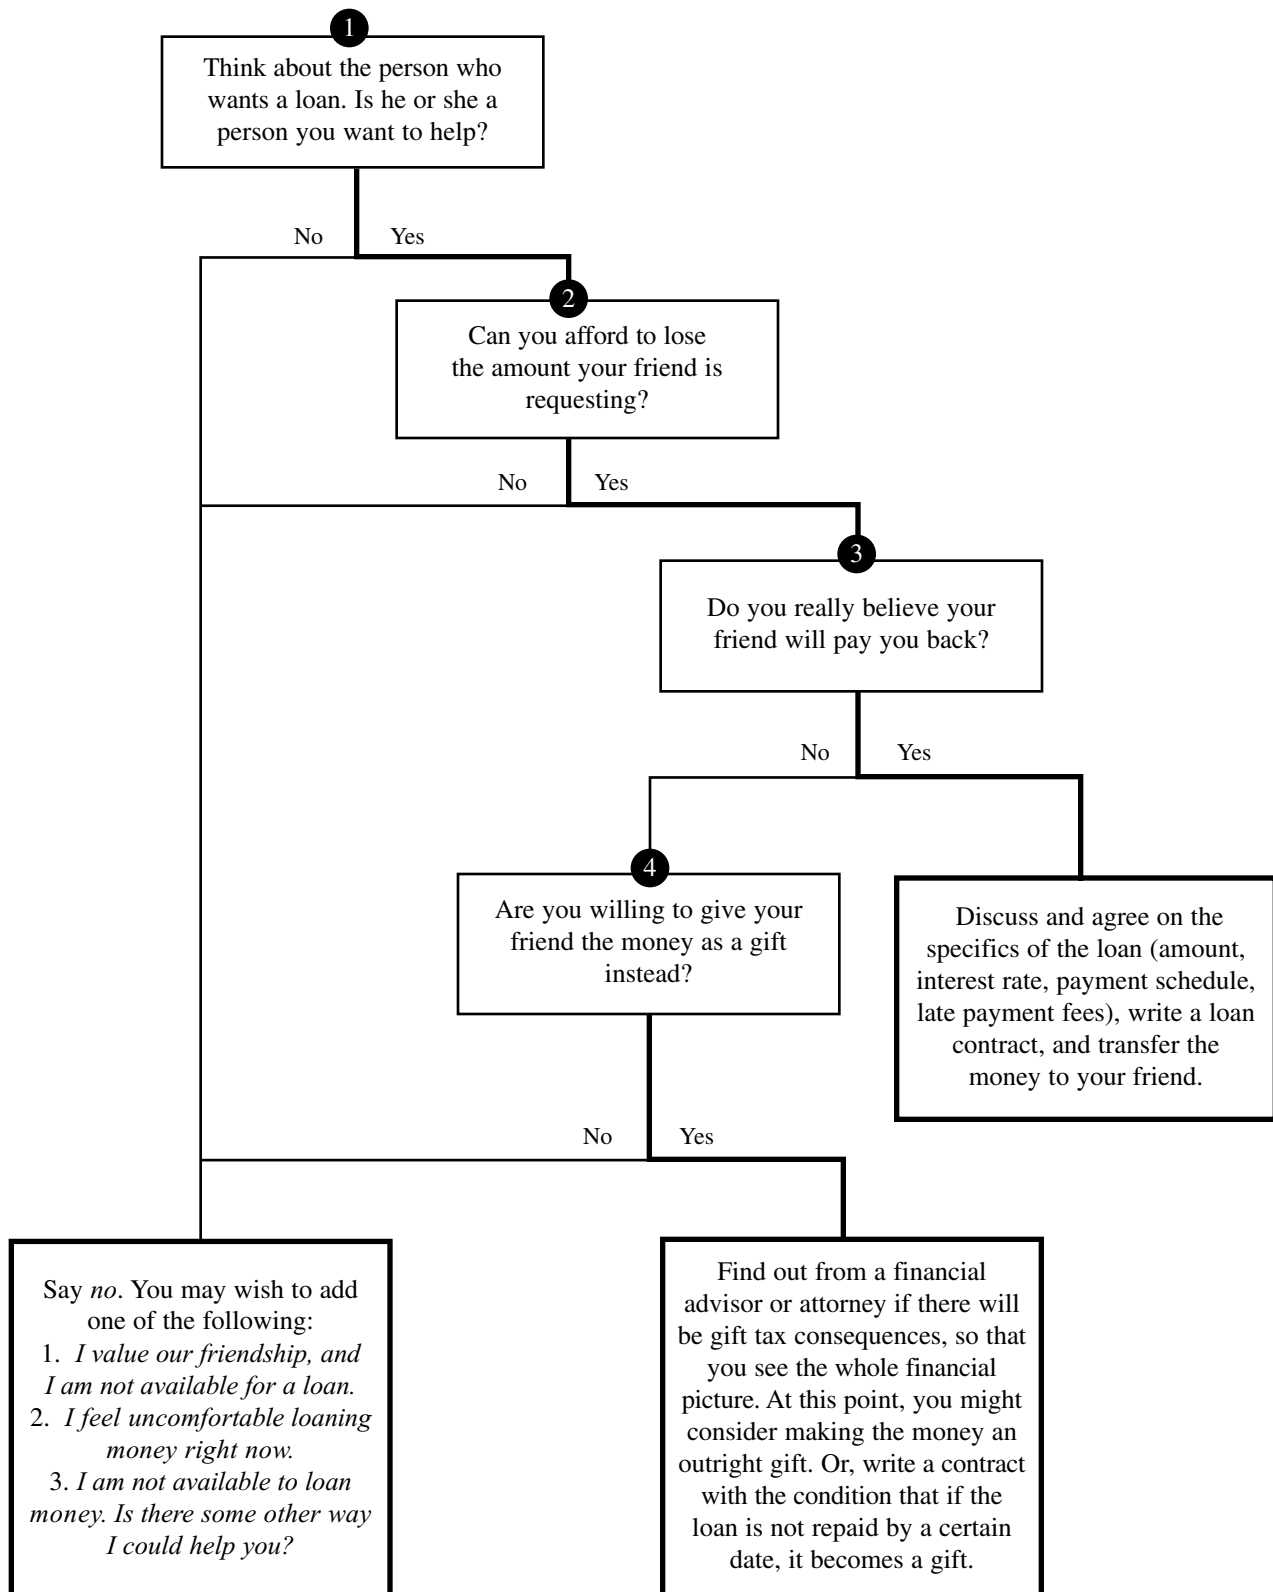 1
Think about the person who
wants a loan. Is he or she a
person you want to help?
No Yes
2
Can you afford to lose
the amount your friend is
requesting?
No Yes
3
Do you really believe your
friend will pay you back?
No Yes
4
Are you willing to give your
friend the money as a gift
instead?
Discuss and agree on the
specifics of the loan (amount,
interest rate, payment schedule,
late payment fees), write a loan
contract, and transfer the
money to your friend.
No Yes
Say no. You may wish to add
one of the following:
1. I value our friendship, and
I am not available for a loan.
2. I feel uncomfortable loaning
money right now.
3. I am not available to loan
money. Is there some other way
I could help you?
Find out from a financial
advisor or attorney if there will
be gift tax consequences, so that
you see the whole financial
picture. At this point, you might
consider making the money an
outright gift. Or, write a contract
with the condition that if the
loan is not repaid by a certain
date, it becomes a gift.